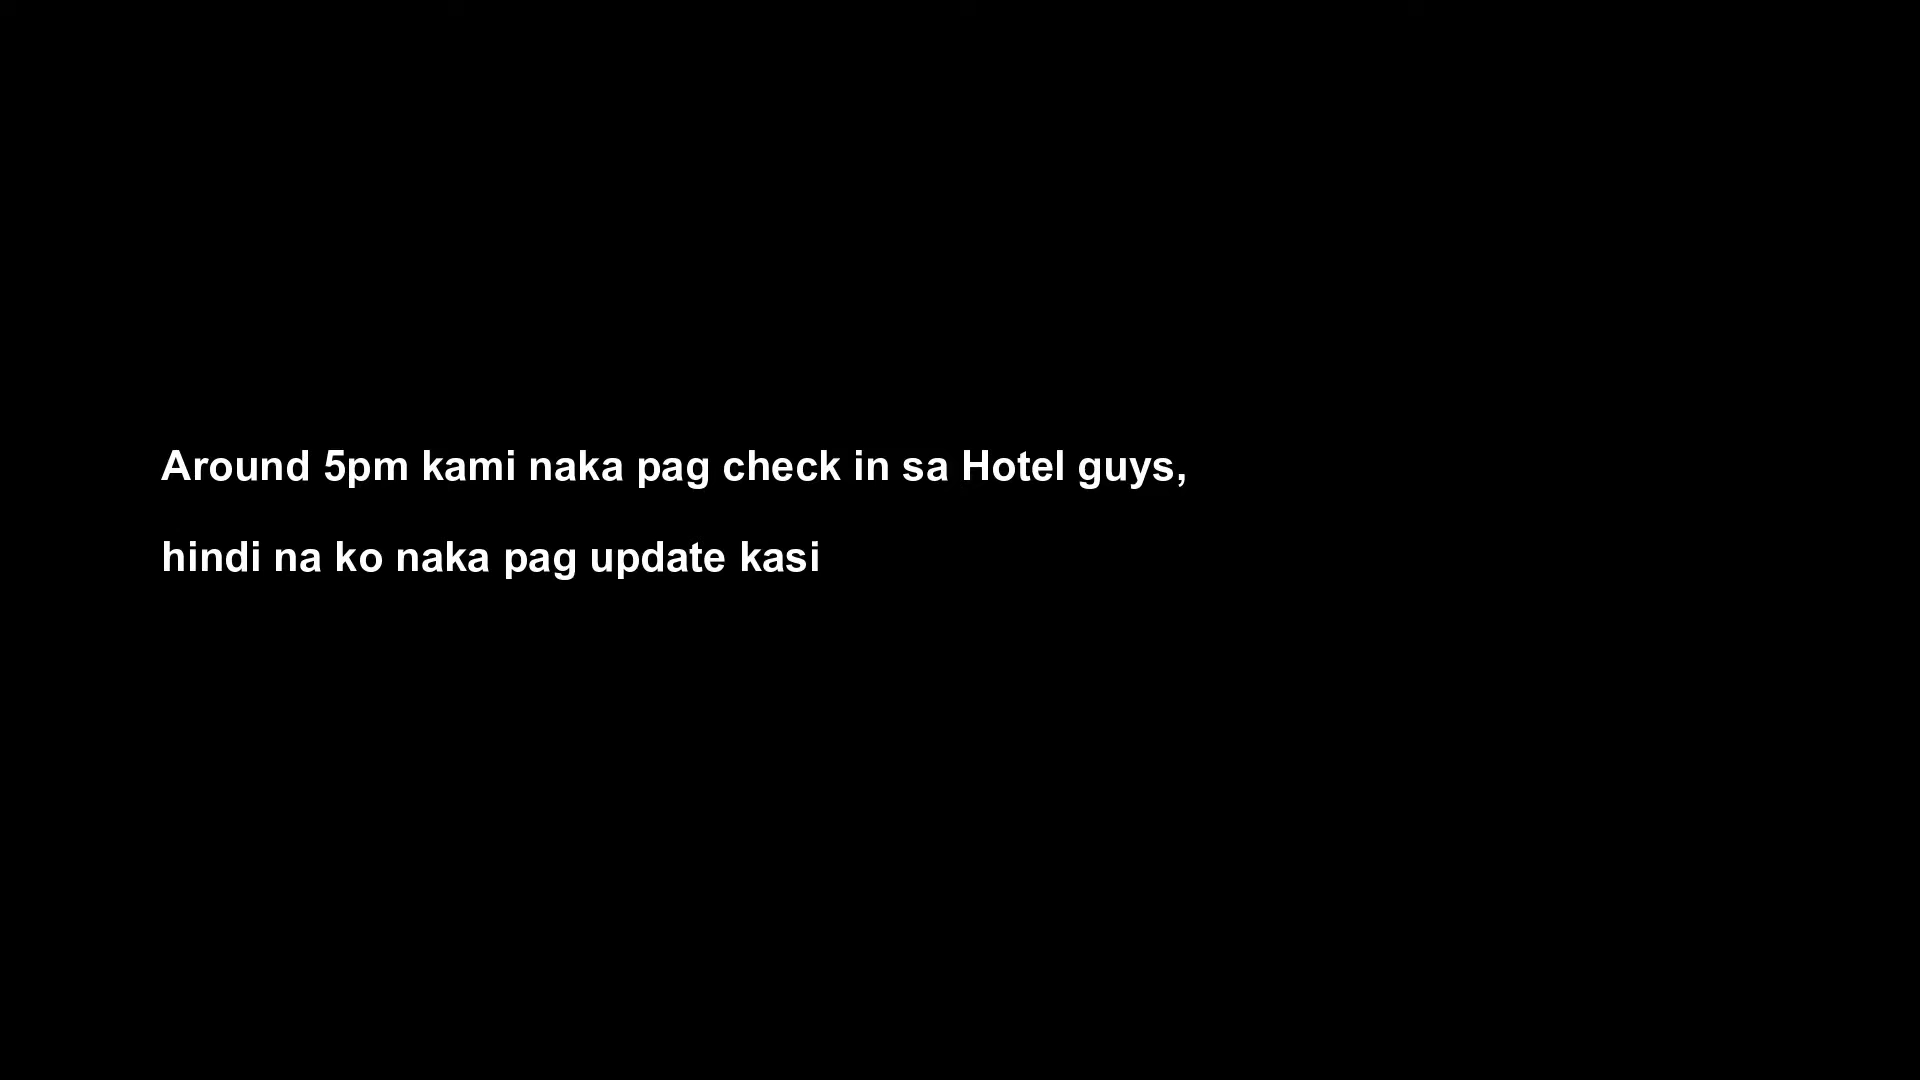 Around 5pm kami naka pag check in sa Hotel guys,
hindi na ko naka pag update kasi